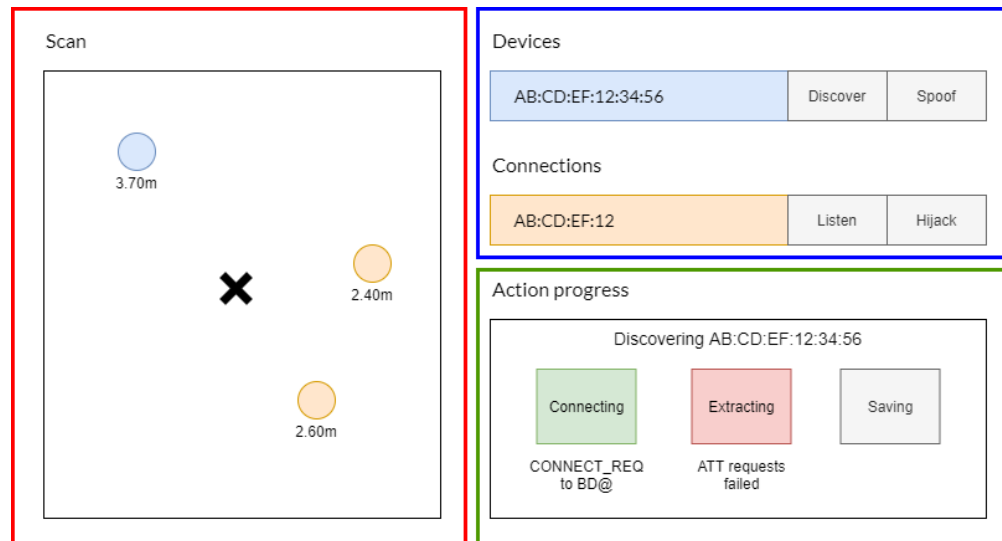 Scan
3.70m
2.40m
2.60m
Devices
AB:CD:EF:12:34:56 Discover Spoof
Connections
AB:CD:EF:12 Listen Hijack
Action progress
Discovering AB:CD:EF:12:34:56
Connecting Extracting Saving
CONNECT_REQ ATT requests
to BD@ failed